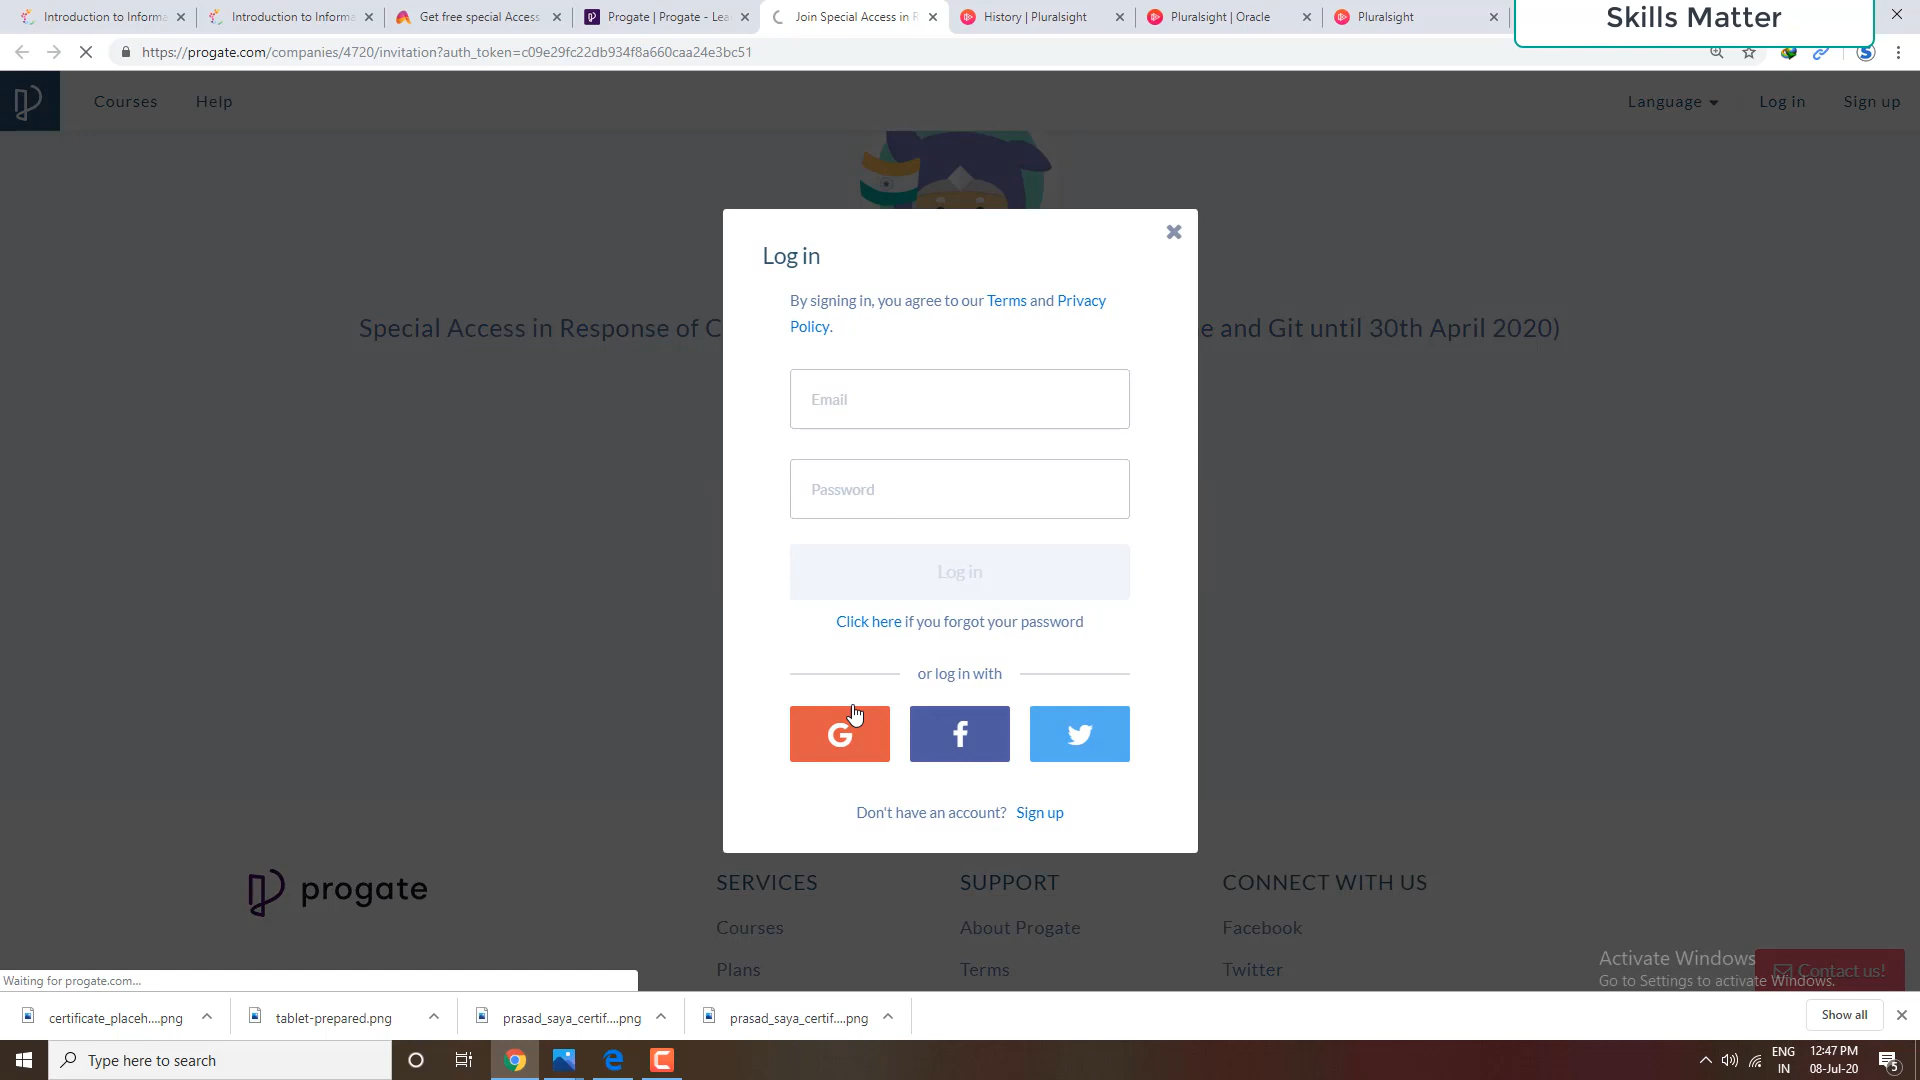 Introduction to Informa
Introduction to Informa
Get free special Access
Progate | Progate - Lea
Join Special Access in R
History | Pluralsight
Pluralsight | Oracle
Pluralsight
Skills Matter
https://progate.com/companies/4720/invitation?auth_token=c09e29fc22db934f8a660caa24e3bc51
Courses
Help
Language
Log in
Sign up
Log in
By signing in, you agree to our Terms and Privacy
Policy.
Special Access in Response of C
e and Git until 30th April 2020)
Email
Password
Log in
Click here if you forgot your password
or log in with
G
f
Don't have an account? Sign up
progate
SERVICES
SUPPORT
CONNECT WITH US
Courses
About Progate
Facebook
Plans
Terms
Twitter
Activate Windows
Go to Settings to activate Windows.
Contact us!
Waiting for progate.com...
certificate_placeh....png
tablet-prepared.png
prasad_saya_certif....png
prasad_saya_certif....png
Show all
Type here to search
ENG
IN
12:47 PM
08-Jul-20
5